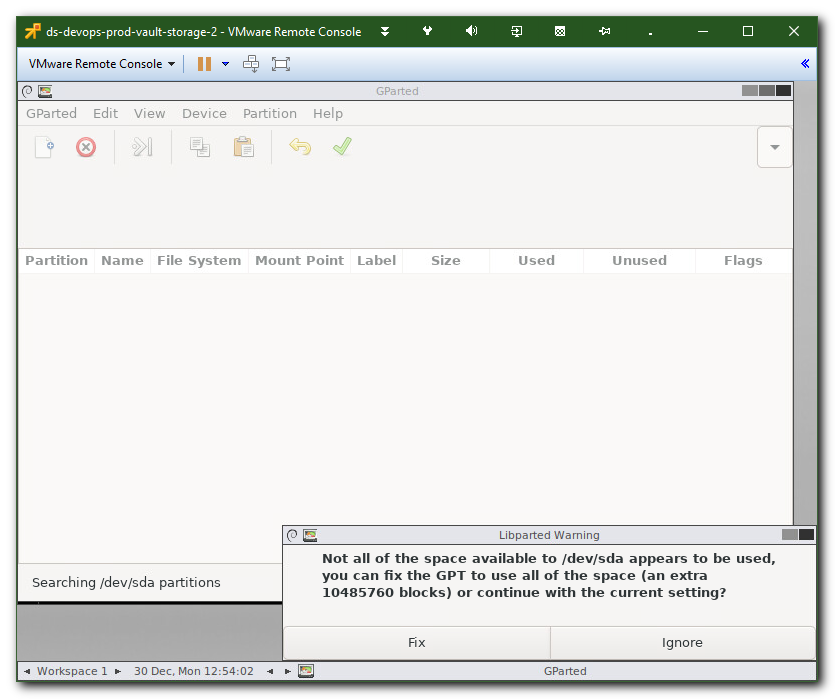 ds-devops-prod-vault-storage-2 - VMware Remote Console
VMware Remote Console
GParted
GParted Edit View Device Partition Help
Partition Name File System Mount Point Label Size Used Unused Flags
Libparted Warning
Not all of the space available to /dev/sda appears to be used,
you can fix the GPT to use all of the space (an extra
10485760 blocks) or continue with the current setting?
Searching /dev/sda partitions
Fix Ignore
Workspace 1 30 Dec, Mon 12:54:02 GParted